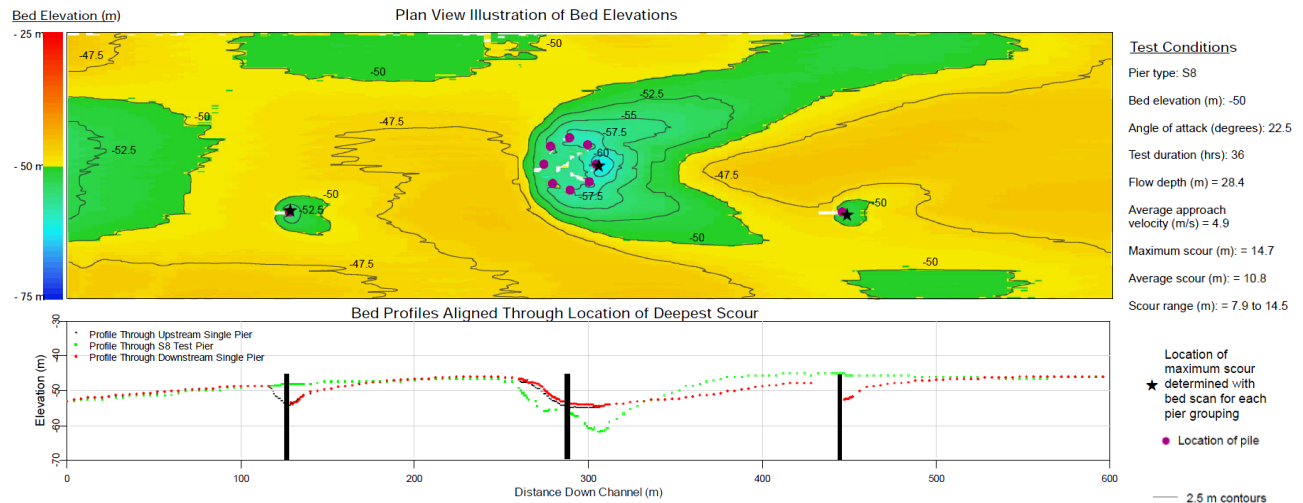 Bed Elevation (m)
Plan View Illustration of Bed Elevations
- 25 m
- 50 m
- 75 m
-47.5
-50
-50
-50
-52.5
-47.5
-50
-52.5
-47.5
-52.5
-55
-57.5
-60
-57.5
-50
-47.5
-50
-50
Test Conditions
Pier type: S8
Bed elevation (m): -50
Angle of attack (degrees): 22.5
Test duration (hrs): 36
Flow depth (m) = 28.4
Average approach
velocity (m/s) = 4.9
Maximum scour (m): = 14.7
Average scour (m): = 10.8
Scour range (m): = 7.9 to 14.5
Location of
maximum scour
determined with
bed scan for each
pier grouping
Location of pile
2.5 m contours
Bed Profiles Aligned Through Location of Deepest Scour
Profile Through Upstream Single Pier
Profile Through S8 Test Pier
Profile Through Downstream Single Pier
Elevation (m)
-30
-40
-50
-60
-70
0
100
200
300
400
500
600
Distance Down Channel (m)